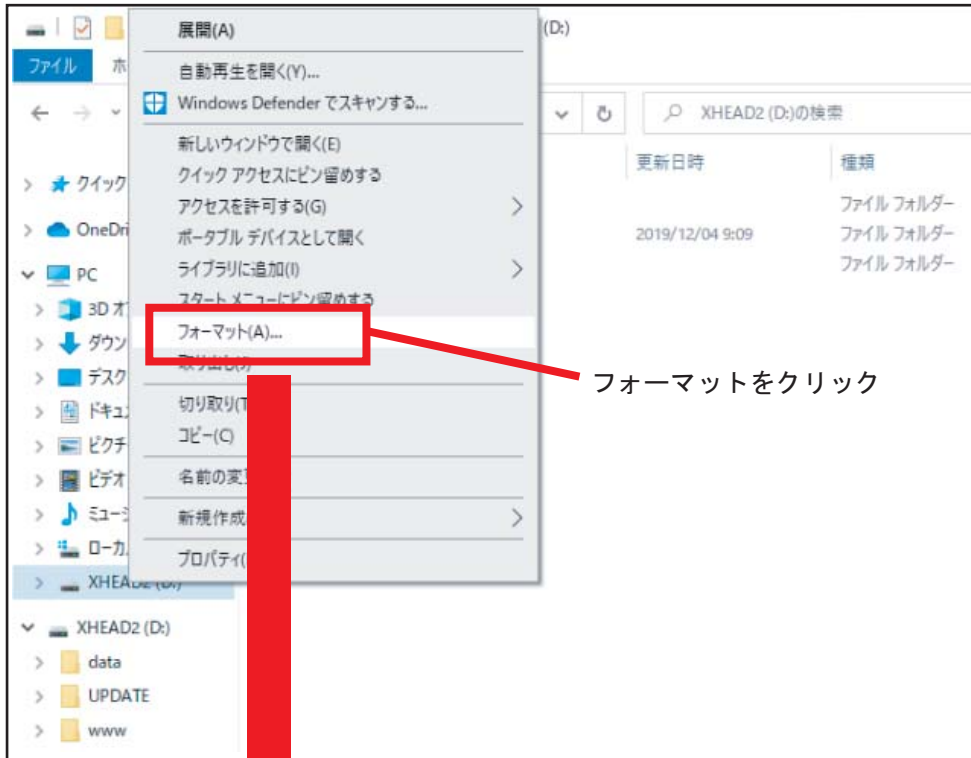 展開(A)
(D:)
ファイル
ホ
自動再生を開く(Y)...
Windows Defender でスキャンする...
XHEAD2 (D:)の検索
新しいウィンドウで開く(E)
更新日時
種類
クイック
クイック アクセスにピン留めする
アクセスを許可する(G)
ファイル フォルダー
OneDri
ポータブル デバイスとして開く
2019/12/04 9:09
ファイル フォルダー
PC
ライブラリに追加(I)
ファイル フォルダー
スタート メニューにピン留めする
3D オ
フォーマット(A)...
ダウン
取り出し(J)
フォーマットをクリック
デスク
切り取り(T
ドキュ
コピー(C)
ピクチ
名前の変
ビデオ
ミュージ
新規作成
ローカ
プロパティ(
XHEAD2 (D:)
XHEAD2 (D:)
data
UPDATE
www